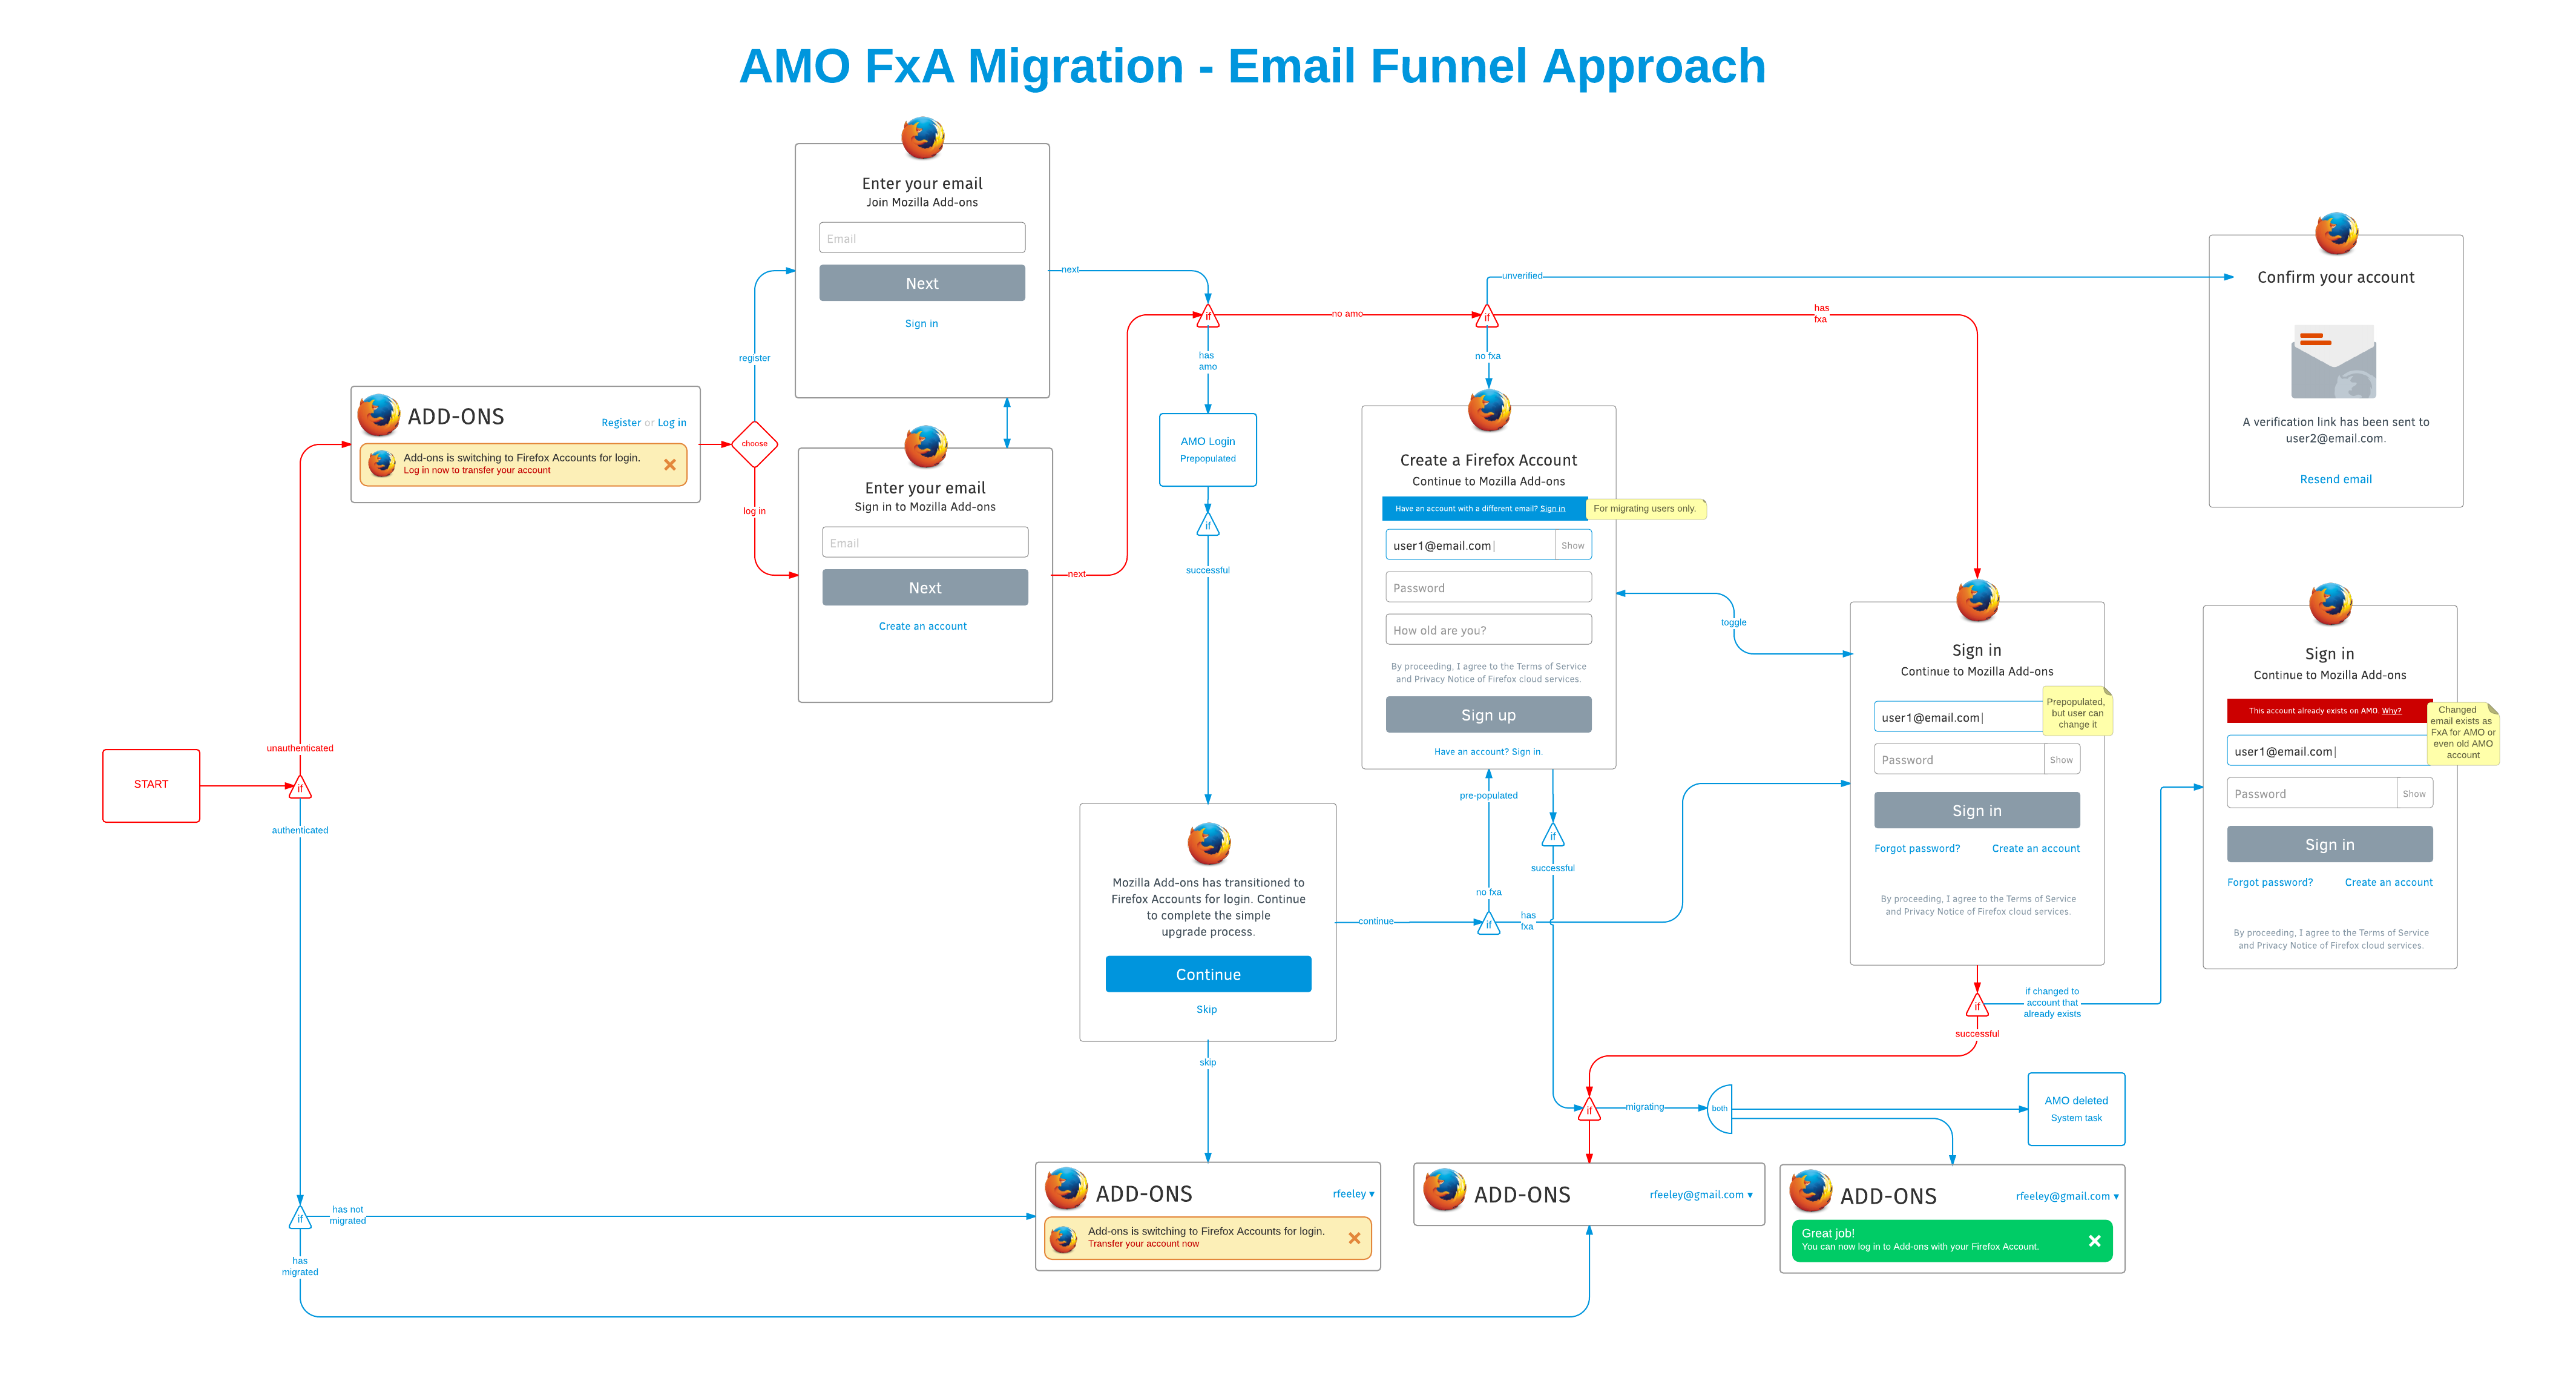 AMO FxA Migration - Email Funnel Approach
Enter your email
Join Mozilla Add-ons
Email
Next
Sign in
next
register
ADD-ONS
Register or Log in
Add-ons is switching to Firefox Accounts for login.
Log in now to transfer your account
choose
log in
Enter your email
Sign in to Mozilla Add-ons
Email
Next
Create an account
next
if
no amo
has
amo
AMO Login
Prepopulated
if
successful
if
unverified
has
fxa
no fxa
Confirm your account
A verification link has been sent to
user2@email.com.
Resend email
Create a Firefox Account
Continue to Mozilla Add-ons
Have an account with a different email? Sign in
For migrating users only.
user1@email.com
Show
Password
How old are you?
By proceeding, I agree to the Terms of Service
and Privacy Notice of Firefox cloud services.
Sign up
Have an account? Sign in.
toggle
Sign in
Continue to Mozilla Add-ons
Prepopulated,
but user can
change it
user1@email.com
Password
Show
Sign in
Forgot password?
Create an account
By proceeding, I agree to the Terms of Service
and Privacy Notice of Firefox cloud services.
Sign in
Continue to Mozilla Add-ons
This account already exists on AMO. Why?
Changed
email exists as
FxA for AMO or
even old AMO
account
user1@email.com
Password
Show
Sign in
Forgot password?
Create an account
By proceeding, I agree to the Terms of Service
and Privacy Notice of Firefox cloud services.
START
unauthenticated
if
authenticated
pre-populated
if
successful
Mozilla Add-ons has transitioned to
Firefox Accounts for login. Continue
to complete the simple
upgrade process.
Continue
Skip
continue
no fxa
if
has
fxa
skip
if
if changed to
account that
already exists
successful
if
migrating
both
AMO deleted
System task
if
has not
migrated
has
migrated
ADD-ONS
rfeeley ▾
Add-ons is switching to Firefox Accounts for login.
Transfer your account now
ADD-ONS
rfeeley@gmail.com ▾
ADD-ONS
rfeeley@gmail.com ▾
Great job!
You can now log in to Add-ons with your Firefox Account.